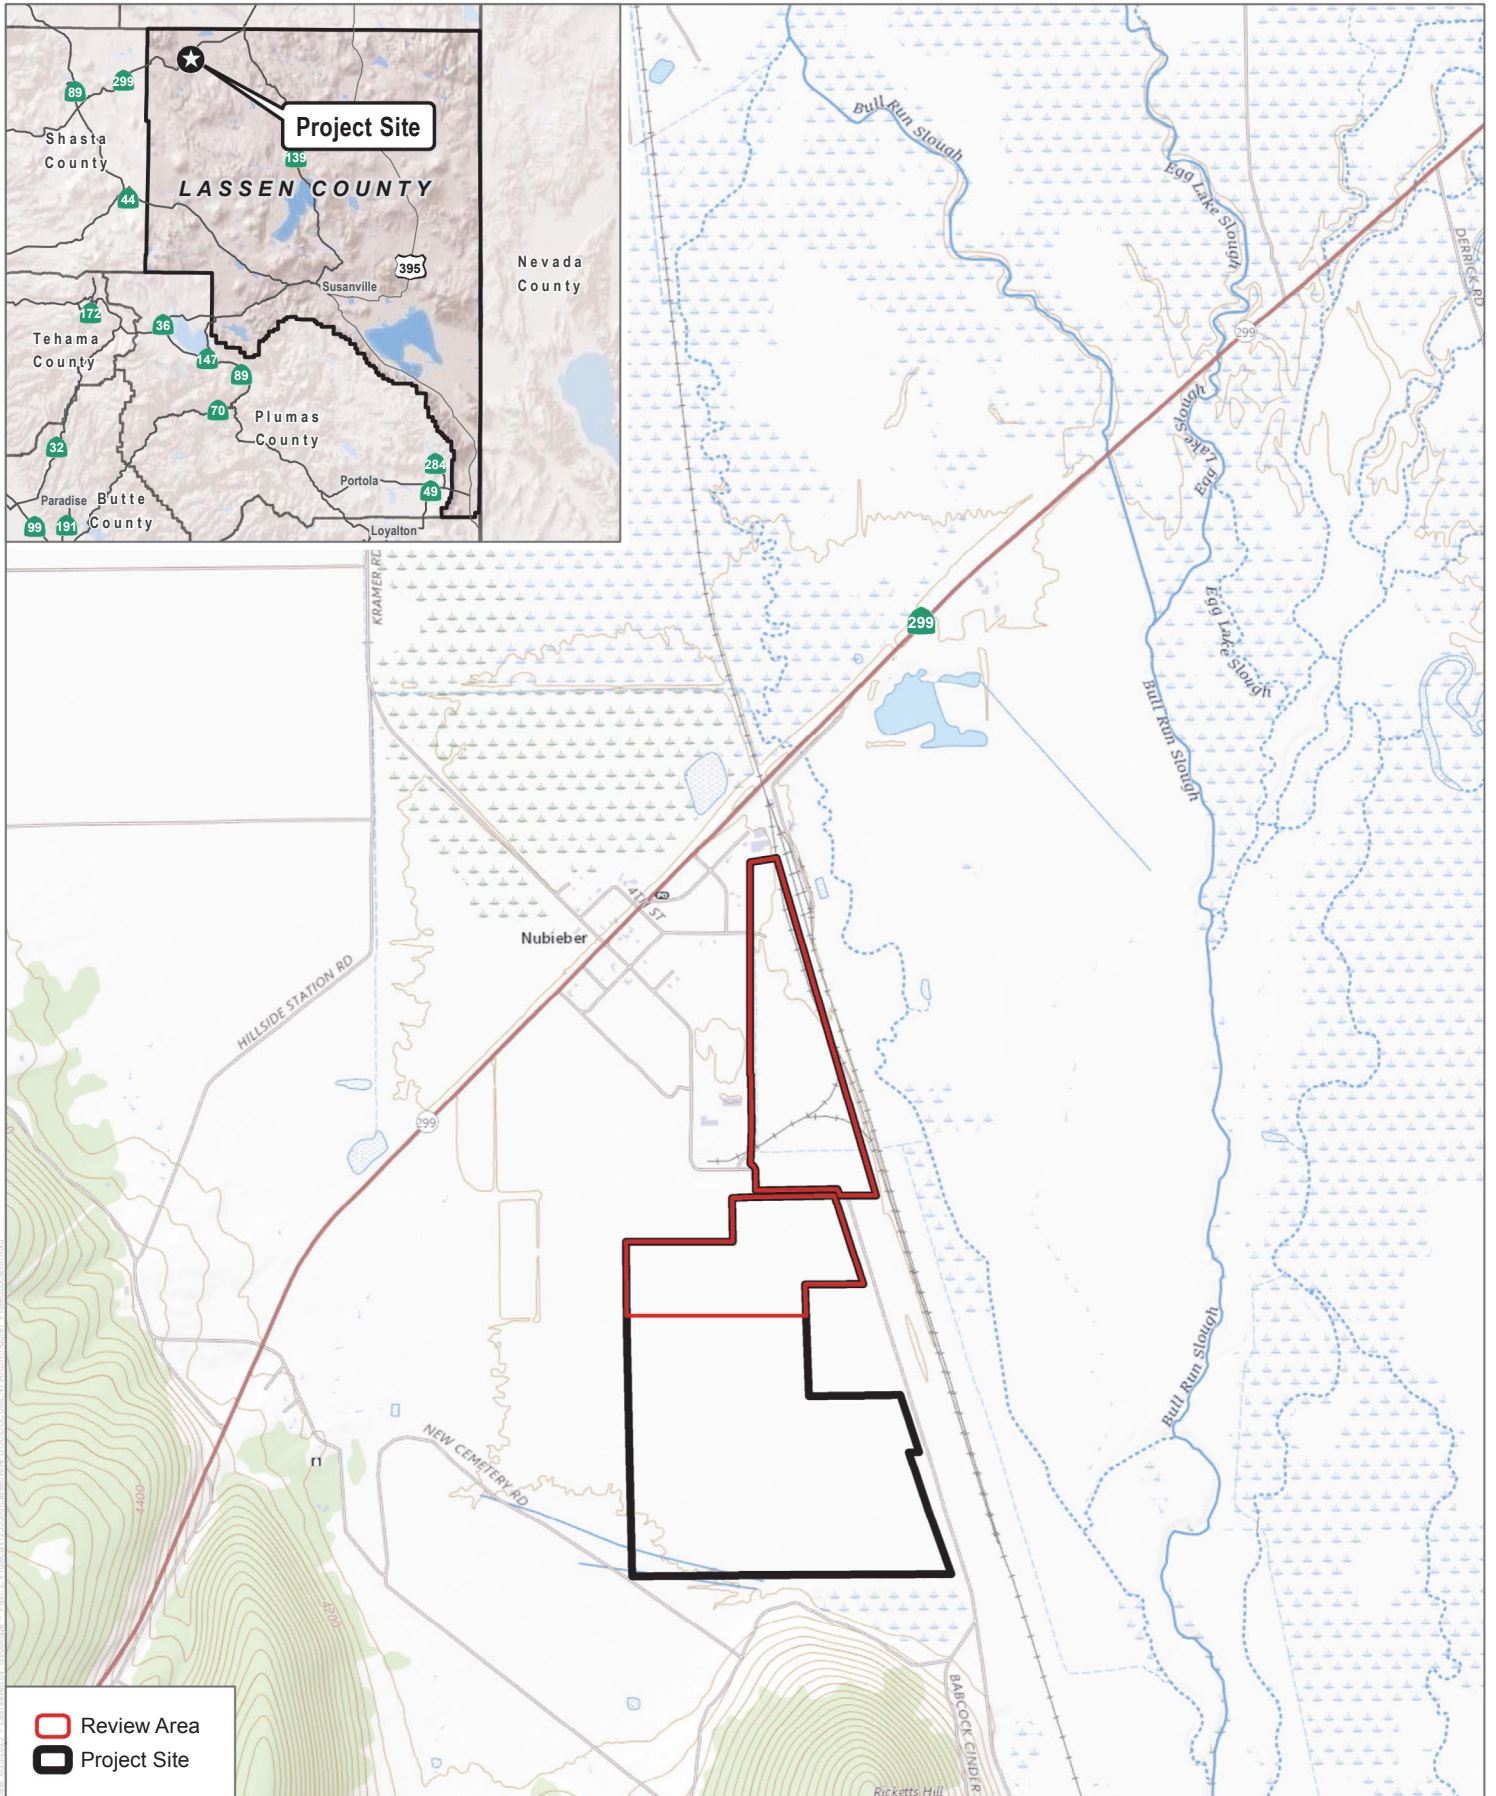 Project Site
LASSEN COUNTY
Shasta
County
Nevada
County
Tehama
County
Plumas
County
Butte
County
Susanville
Portola
Loyalton
Paradise
89
299
139
44
395
172
36
147
89
70
32
284
49
99
191
Bull Run Slough
Egg Lake Slough
DERRICK RD
299
Egg Lake Slough
KRAMER RD
299
Egg Lake Slough
Bull Run Slough
4TH ST
PO
Nubieber
HILLSIDE STATION RD
299
Bull Run Slough
NEW CEMETERY RD
4400
4200
BABCOCK CINDER
Ricketts Hill
Review Area
Project Site